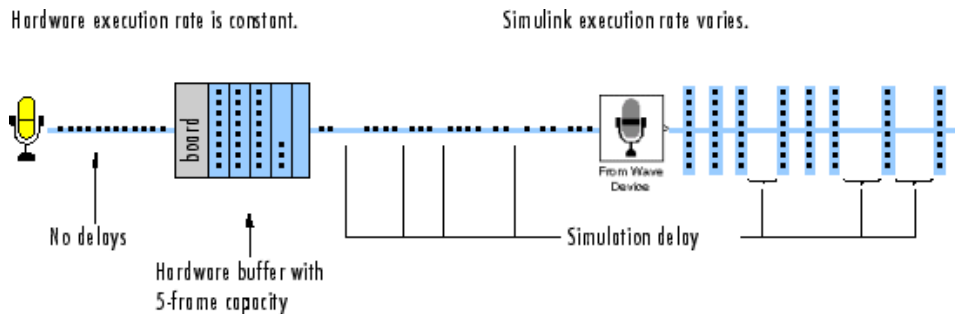 Hardware execution rate is constant.
Simulink execution rate varies.
board
From Wave
Device
No delays
Simulation delay
Hardware buffer with
5-frame capacity